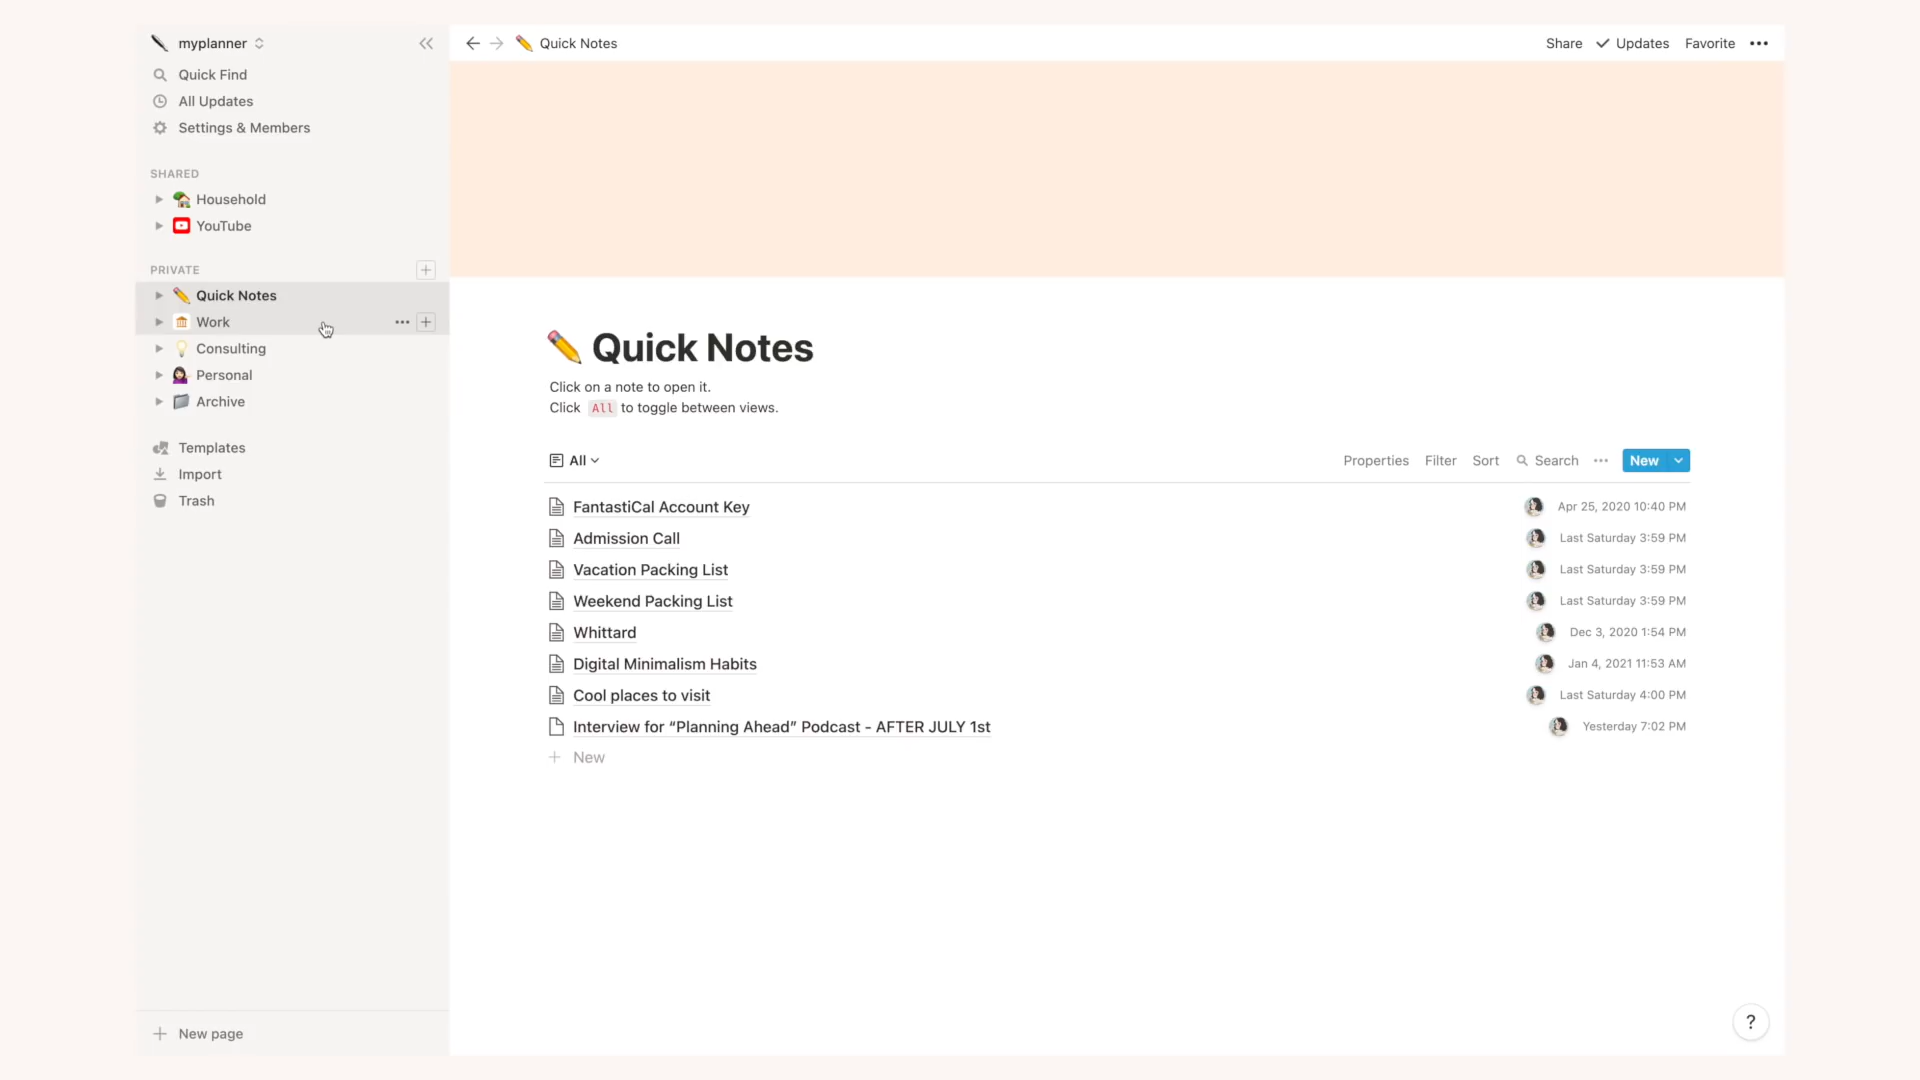 myplanner
Quick Find
All Updates
Settings & Members
SHARED
Household
YouTube
PRIVATE
Quick Notes
Work
Consulting
Personal
Archive
Templates
Import
Trash
New page
Quick Notes
Share Updates Favorite
Quick Notes
Click on a note to open it.
Click All to toggle between views.
All Properties Filter Sort Search New
FantastiCal Account Key Apr 25, 2020 10:40 PM
Admission Call Last Saturday 3:59 PM
Vacation Packing List Last Saturday 3:59 PM
Weekend Packing List Last Saturday 3:59 PM
Whittard Dec 3, 2020 1:54 PM
Digital Minimalism Habits Jan 4, 2021 11:53 AM
Cool places to visit Last Saturday 4:00 PM
Interview for “Planning Ahead” Podcast - AFTER JULY 1st Yesterday 7:02 PM
New
?